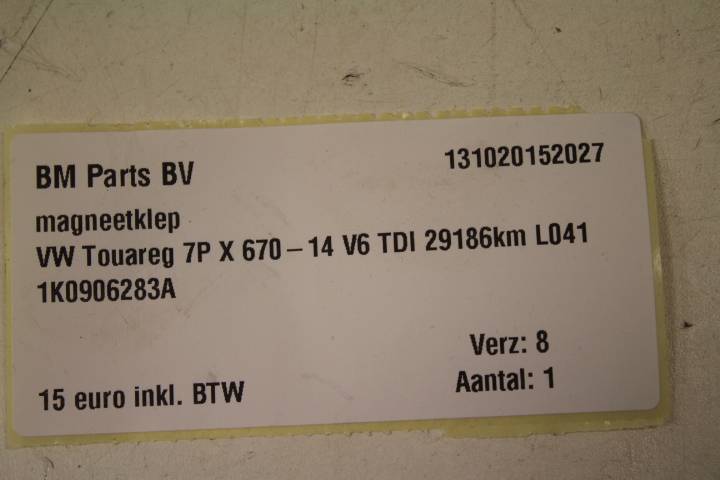 BM Parts BV 131020152027
magneetklep
VW Touareg 7P X 670-14 V6 TDI 29186km L041
1K0906283A
Verz: 8
15 euro inkl. BTW Aantal: 1